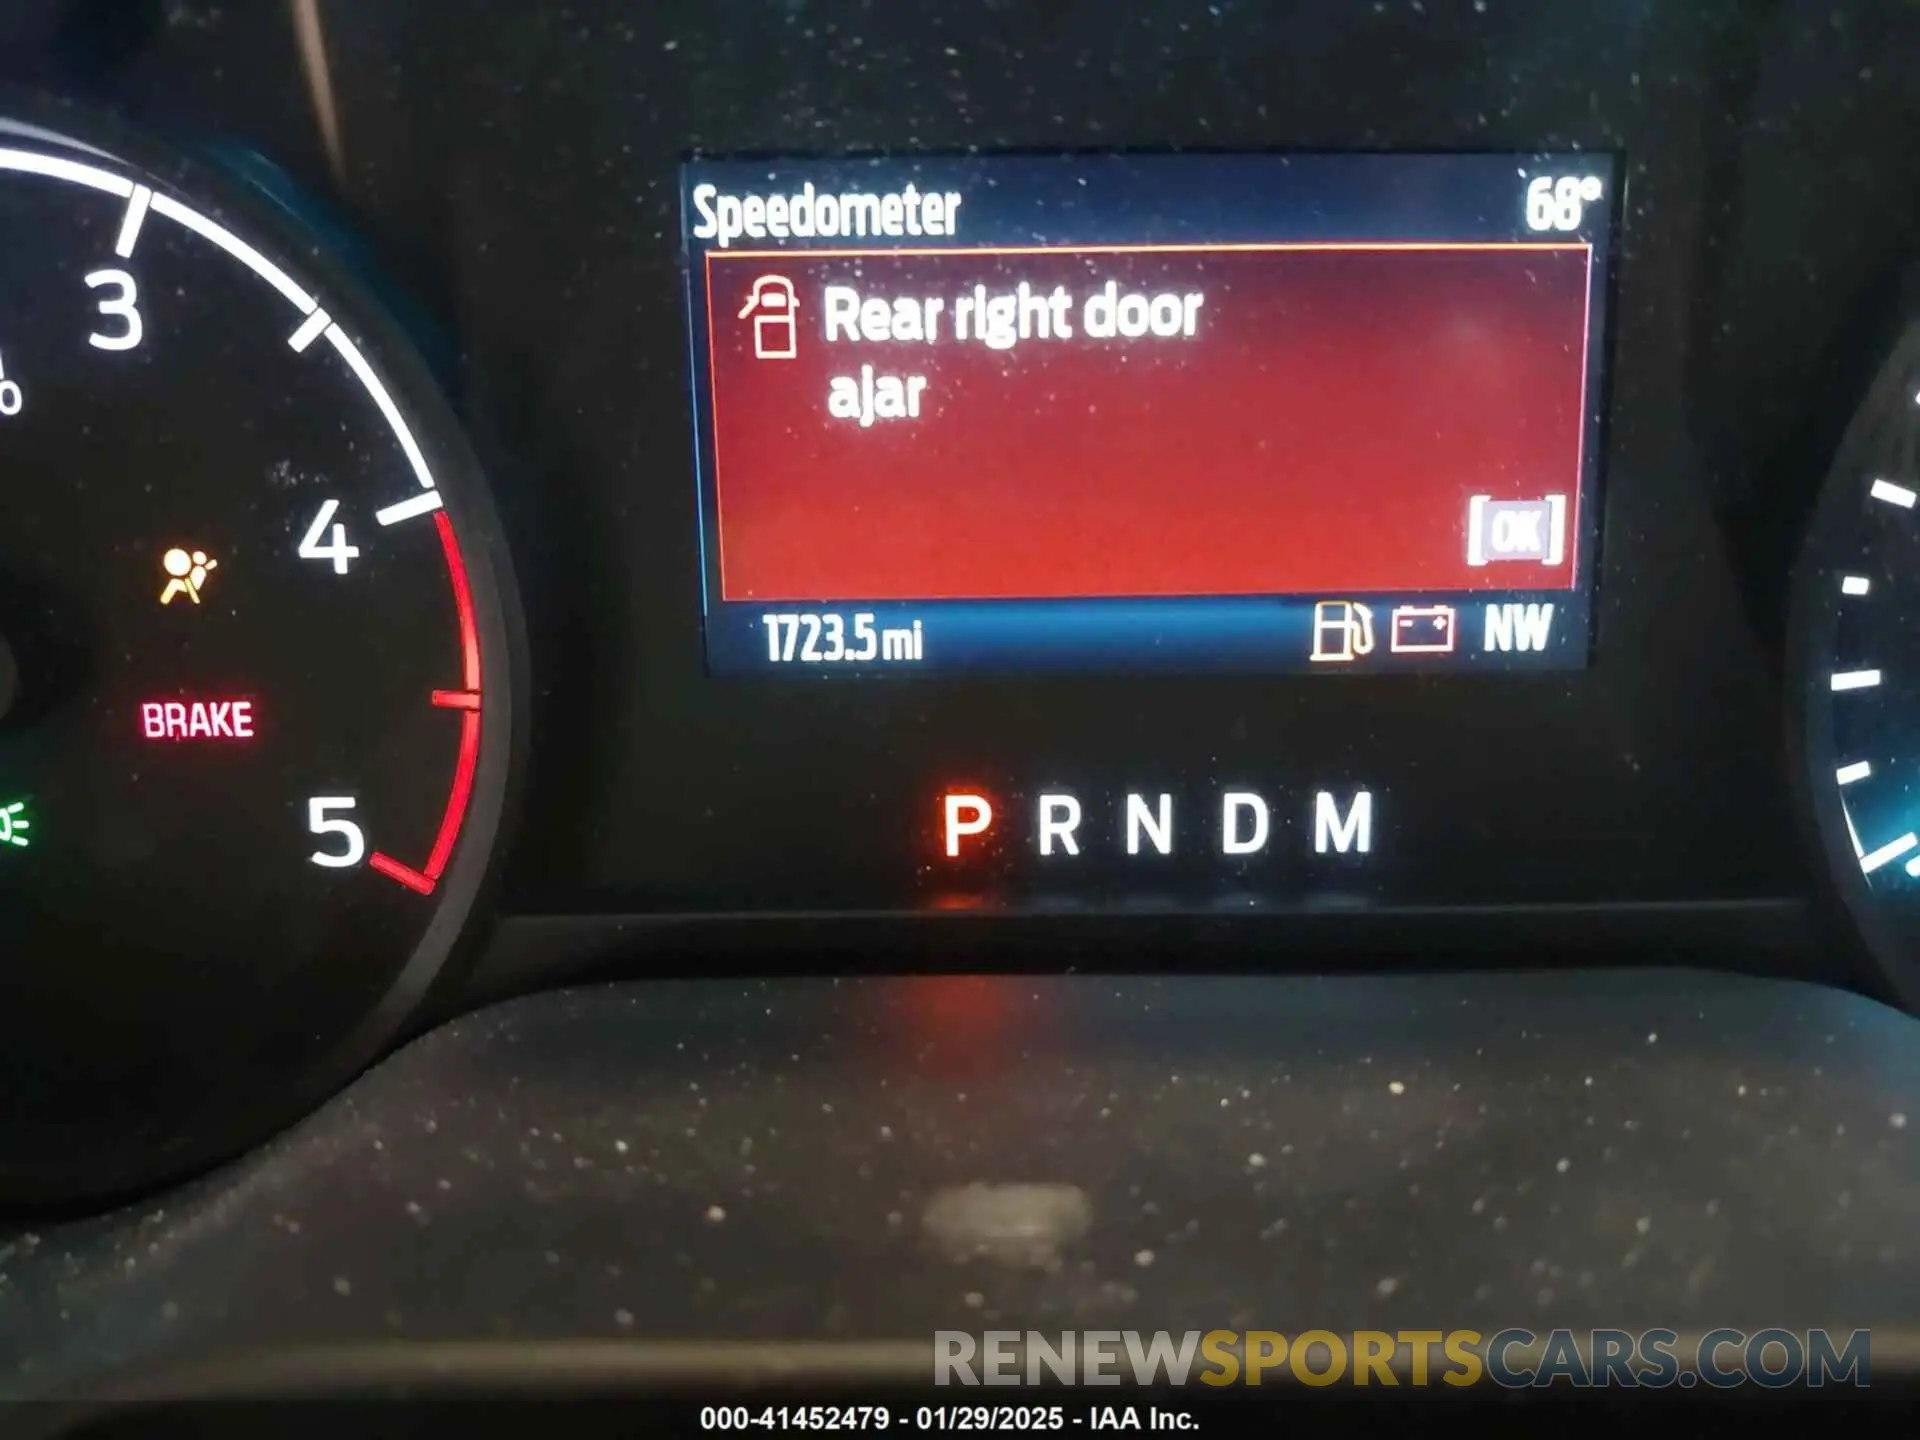 Speedometer 68°
Rear right door
ajar
OK
1723.5 mi NW
3
4
5
BRAKE
P R N D M
RENEWSPORTSCARS.COM
000-41452479 - 01/29/2025 - IAA Inc.